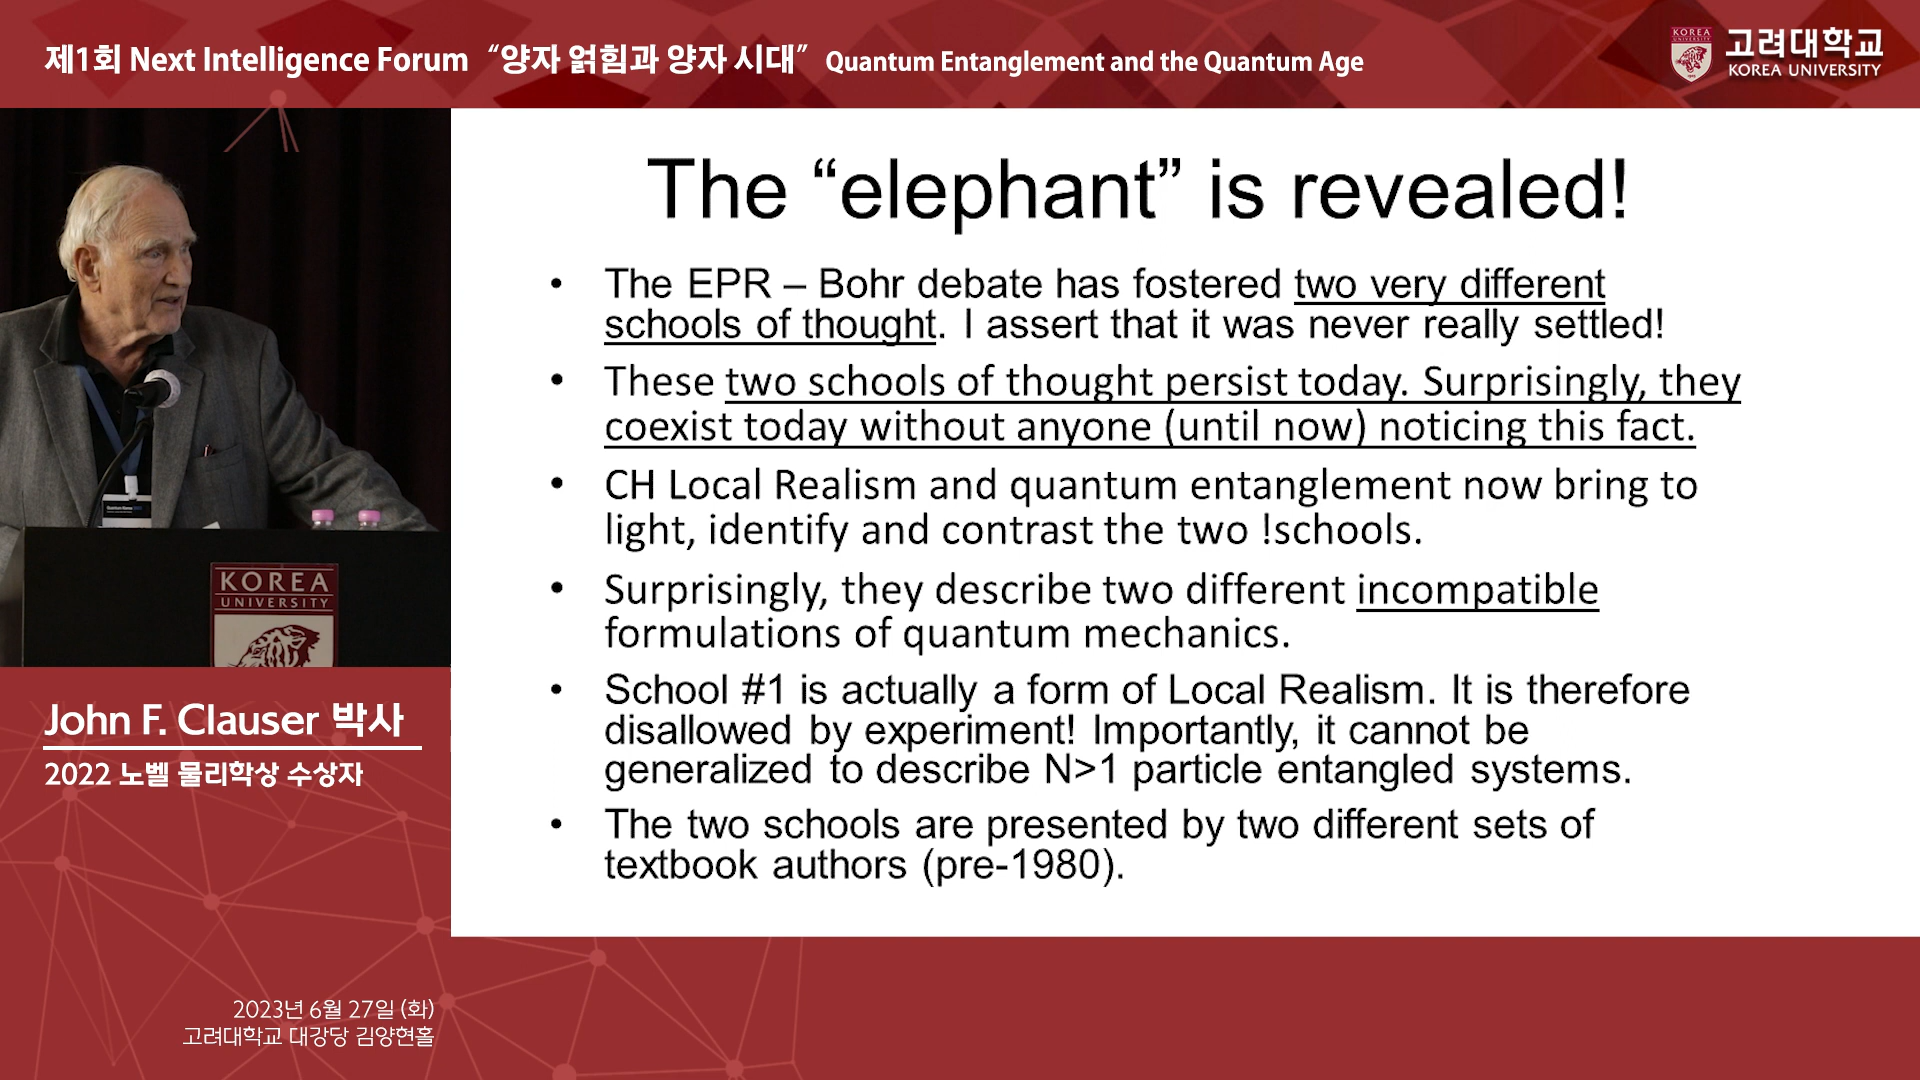 제1회 Next Intelligence Forum “양자 얽힘과 양자 시대” Quantum Entanglement and the Quantum Age
KOREA
UNIVERSITY
고려대학교
KOREA UNIVERSITY
The “elephant” is revealed!
• The EPR – Bohr debate has fostered two very different
schools of thought. I assert that it was never really settled!
• These two schools of thought persist today. Surprisingly, they
coexist today without anyone (until now) noticing this fact.
• CH Local Realism and quantum entanglement now bring to
light, identify and contrast the two !schools.
• Surprisingly, they describe two different incompatible
formulations of quantum mechanics.
• School #1 is actually a form of Local Realism. It is therefore
disallowed by experiment! Importantly, it cannot be
generalized to describe N>1 particle entangled systems.
• The two schools are presented by two different sets of
textbook authors (pre-1980).
KOREA
UNIVERSITY
John F. Clauser 박사
2022 노벨 물리학상 수상자
2023년 6월 27일 (화)
고려대학교 대강당 김양현홀